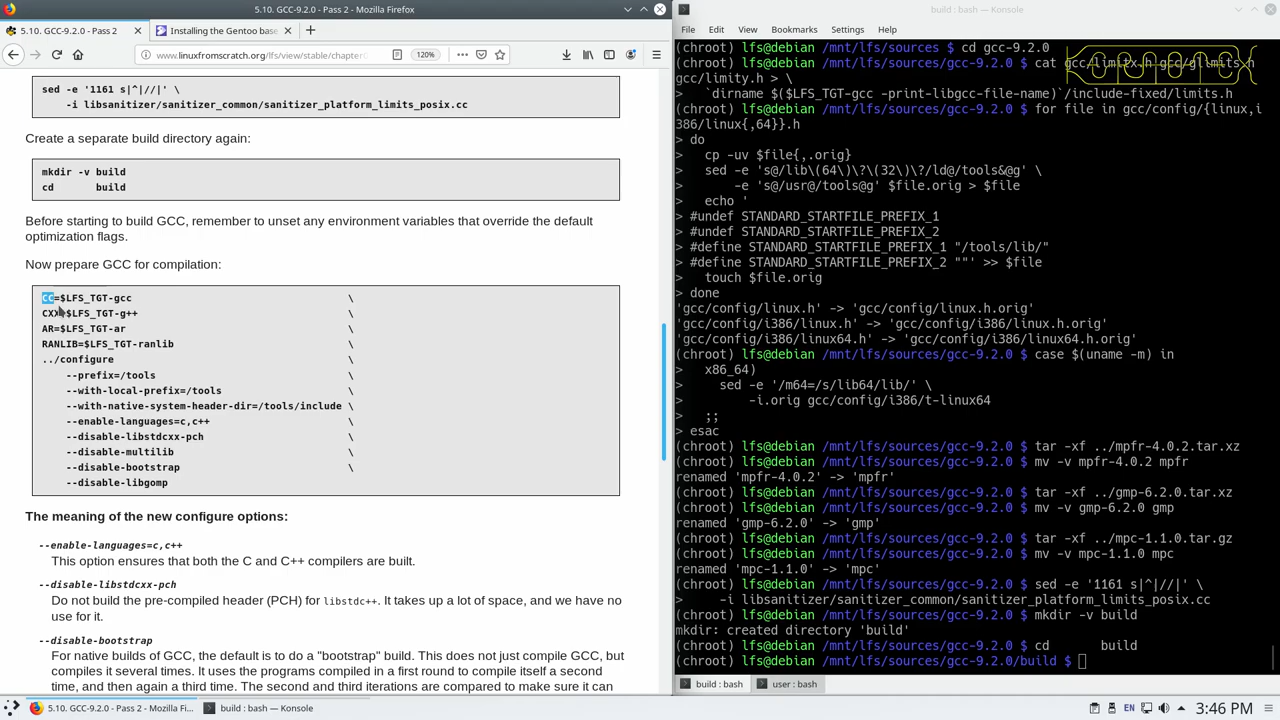 5.10. GCC-9.2.0 - Pass 2 - Mozilla Firefox
5.10. GCC-9.2.0 - Pass 2
Installing the Gentoo base
www.linuxfromscratch.org/lfs/view/stable/chapter
120%
sed -e '1161 s|^|//|' \
-i libsanitizer/sanitizer_common/sanitizer_platform_limits_posix.cc
Create a separate build directory again:
mkdir -v build
cd       build
Before starting to build GCC, remember to unset any environment variables that override the default
optimization flags.
Now prepare GCC for compilation:
CC=$LFS_TGT-gcc \
CXX=$LFS_TGT-g++ \
AR=$LFS_TGT-ar \
RANLIB=$LFS_TGT-ranlib \
../configure \
--prefix=/tools \
--with-local-prefix=/tools \
--with-native-system-header-dir=/tools/include \
--enable-languages=c,c++ \
--disable-libstdcxx-pch \
--disable-multilib \
--disable-bootstrap \
--disable-libgomp
The meaning of the new configure options:
--enable-languages=c,c++
This option ensures that both the C and C++ compilers are built.
--disable-libstdcxx-pch
Do not build the pre-compiled header (PCH) for libstdc++. It takes up a lot of space, and we have no
use for it.
--disable-bootstrap
For native builds of GCC, the default is to do a "bootstrap" build. This does not just compile GCC, but
compiles it several times. It uses the programs compiled in a first round to compile itself a second
time, and then again a third time. The second and third iterations are compared to make sure it can
build : bash — Konsole
File Edit View Bookmarks Settings Help
(chroot) lfs@debian /mnt/lfs/sources $ cd gcc-9.2.0
(chroot) lfs@debian /mnt/lfs/sources/gcc-9.2.0 $ cat gcc/limitx.h gcc/glimits.h
gcc/limity.h > \
> `dirname $($LFS_TGT-gcc -print-libgcc-file-name)`/include-fixed/limits.h
(chroot) lfs@debian /mnt/lfs/sources/gcc-9.2.0 $ for file in gcc/config/{linux,i
386/linux{,64}}.h
> do
> cp -uv $file{,.orig}
> sed -e 's@/lib\(64\)\?\(32\)\?/ld@/tools&@g' \
> -e 's@/usr@/tools@g' $file.orig > $file
> echo '
> #undef STANDARD_STARTFILE_PREFIX_1
> #undef STANDARD_STARTFILE_PREFIX_2
> #define STANDARD_STARTFILE_PREFIX_1 "/tools/lib/"
> #define STANDARD_STARTFILE_PREFIX_2 ""' >> $file
> touch $file.orig
> done
'gcc/config/linux.h' -> 'gcc/config/linux.h.orig'
'gcc/config/i386/linux.h' -> 'gcc/config/i386/linux.h.orig'
'gcc/config/i386/linux64.h' -> 'gcc/config/i386/linux64.h.orig'
(chroot) lfs@debian /mnt/lfs/sources/gcc-9.2.0 $ case $(uname -m) in
> x86_64)
> sed -e '/m64=/s/lib64/lib/' \
> -i.orig gcc/config/i386/t-linux64
> ;;
> esac
(chroot) lfs@debian /mnt/lfs/sources/gcc-9.2.0 $ tar -xf ../mpfr-4.0.2.tar.xz
(chroot) lfs@debian /mnt/lfs/sources/gcc-9.2.0 $ mv -v mpfr-4.0.2 mpfr
renamed 'mpfr-4.0.2' -> 'mpfr'
(chroot) lfs@debian /mnt/lfs/sources/gcc-9.2.0 $ tar -xf ../gmp-6.2.0.tar.xz
(chroot) lfs@debian /mnt/lfs/sources/gcc-9.2.0 $ mv -v gmp-6.2.0 gmp
renamed 'gmp-6.2.0' -> 'gmp'
(chroot) lfs@debian /mnt/lfs/sources/gcc-9.2.0 $ tar -xf ../mpc-1.1.0.tar.gz
(chroot) lfs@debian /mnt/lfs/sources/gcc-9.2.0 $ mv -v mpc-1.1.0 mpc
renamed 'mpc-1.1.0' -> 'mpc'
(chroot) lfs@debian /mnt/lfs/sources/gcc-9.2.0 $ sed -e '1161 s|^|//|' \
> -i libsanitizer/sanitizer_common/sanitizer_platform_limits_posix.cc
(chroot) lfs@debian /mnt/lfs/sources/gcc-9.2.0 $ mkdir -v build
mkdir: created directory 'build'
(chroot) lfs@debian /mnt/lfs/sources/gcc-9.2.0 $ cd       build
(chroot) lfs@debian /mnt/lfs/sources/gcc-9.2.0/build $
build : bash
user : bash
5.10. GCC-9.2.0 - Pass 2 - Mozilla Fi...
build : bash — Konsole
EN
3:46 PM